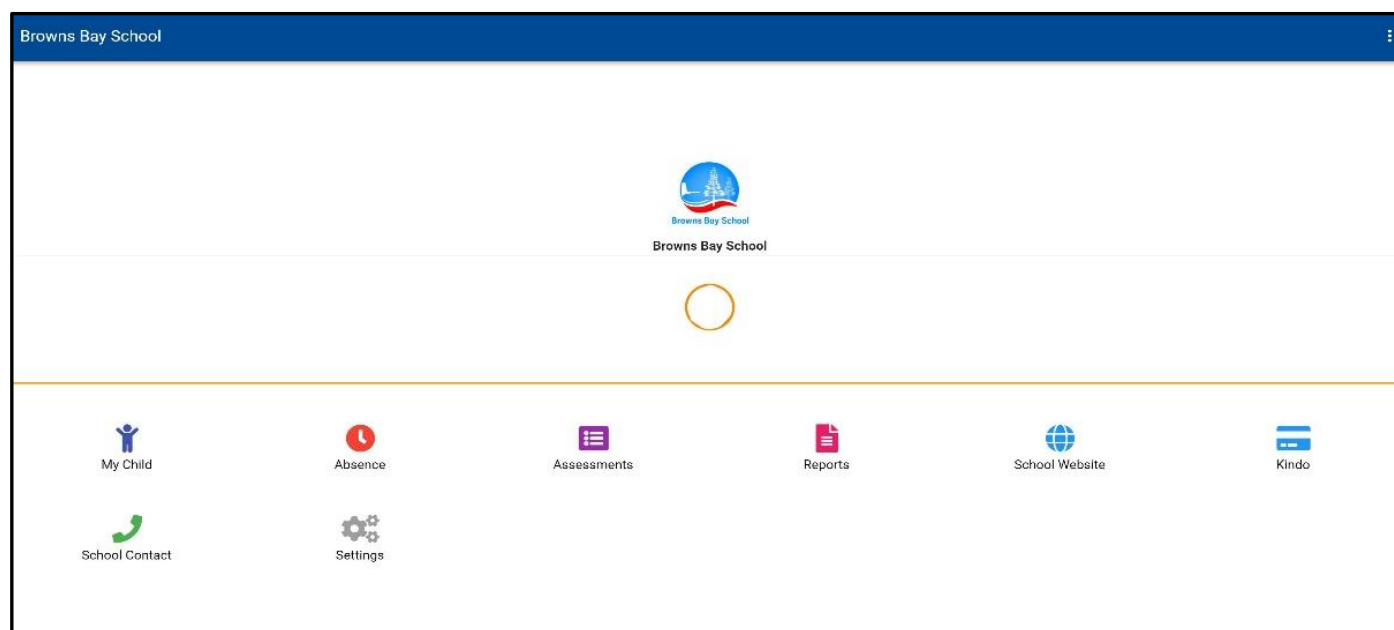 Browns Bay School
Browns Bay School
Browns Bay School
My Child
Absence
Assessments
Reports
School Website
Kindo
School Contact
Settings